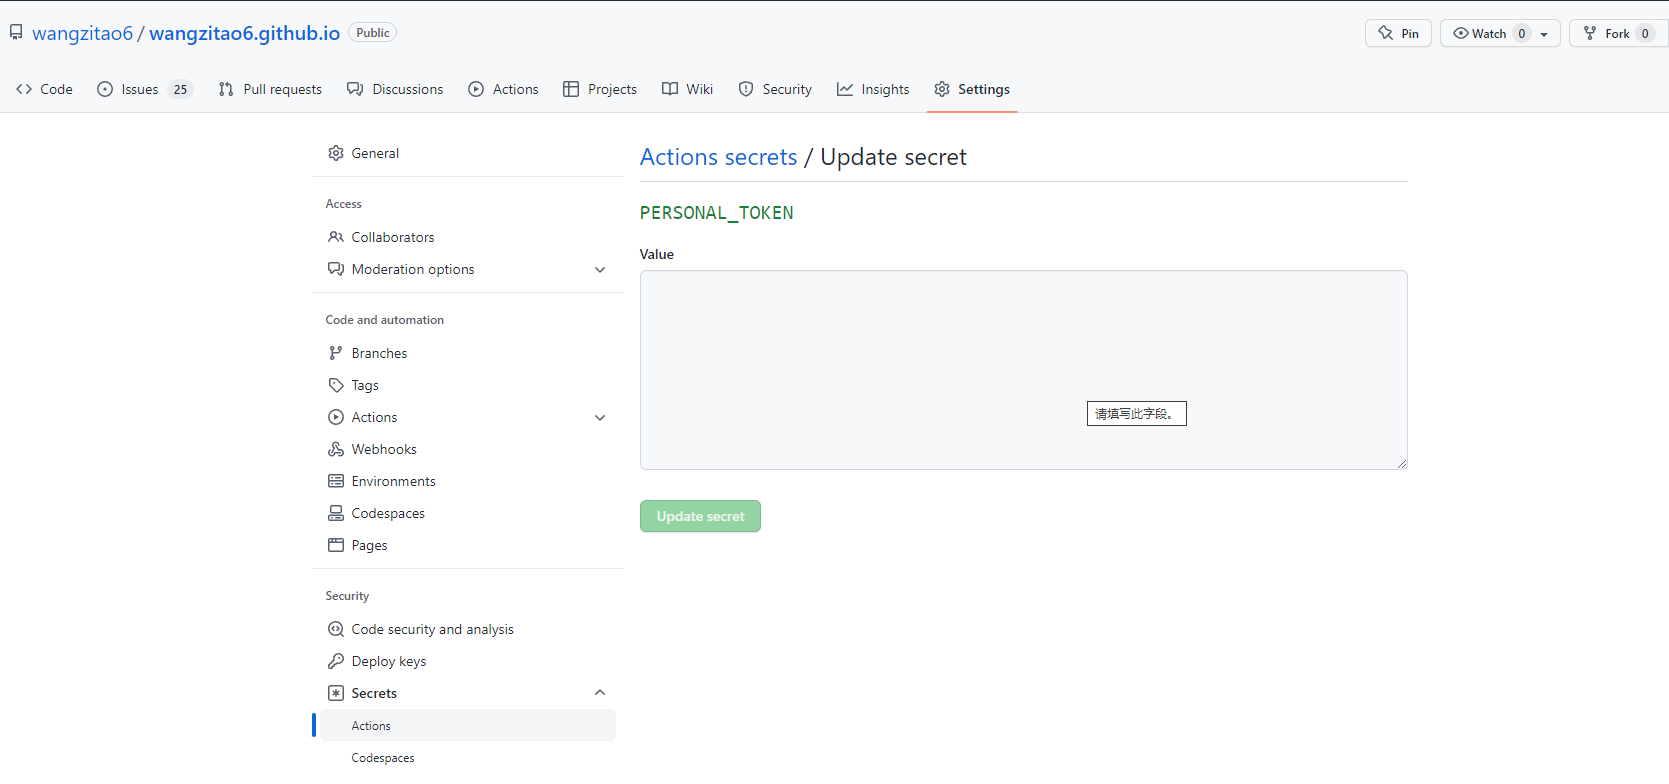 wangzitao6 / wangzitao6.github.io Public
Pin
Watch 0
Fork 0
Code
Issues 25
Pull requests
Discussions
Actions
Projects
Wiki
Security
Insights
Settings
General
Access
Collaborators
Moderation options
Code and automation
Branches
Tags
Actions
Webhooks
Environments
Codespaces
Pages
Security
Code security and analysis
Deploy keys
Secrets
Actions
Codespaces
Actions secrets / Update secret
PERSONAL_TOKEN
Value
请填写此字段。
Update secret